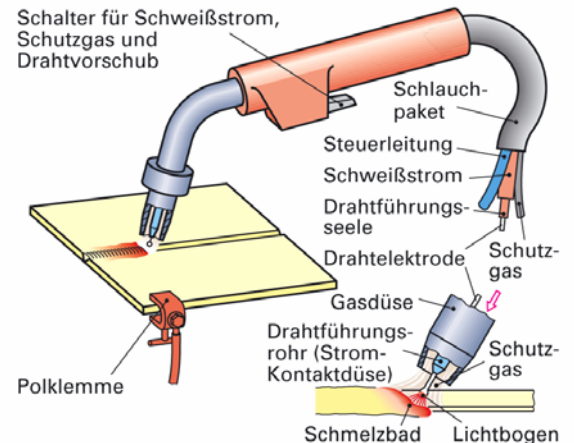 Schalter für Schweißstrom,
Schutzgas und
Drahtvorschub
Schlauch-
paket
Steuerleitung
Schweißstrom
Drahtführungs-
seele
Drahtelektrode
Schutz-
gas
Gasdüse
Drahtführungs-
rohr (Strom-
Kontaktdüse)
Schutz-
gas
Polklemme
Schmelzbad
Lichtbogen